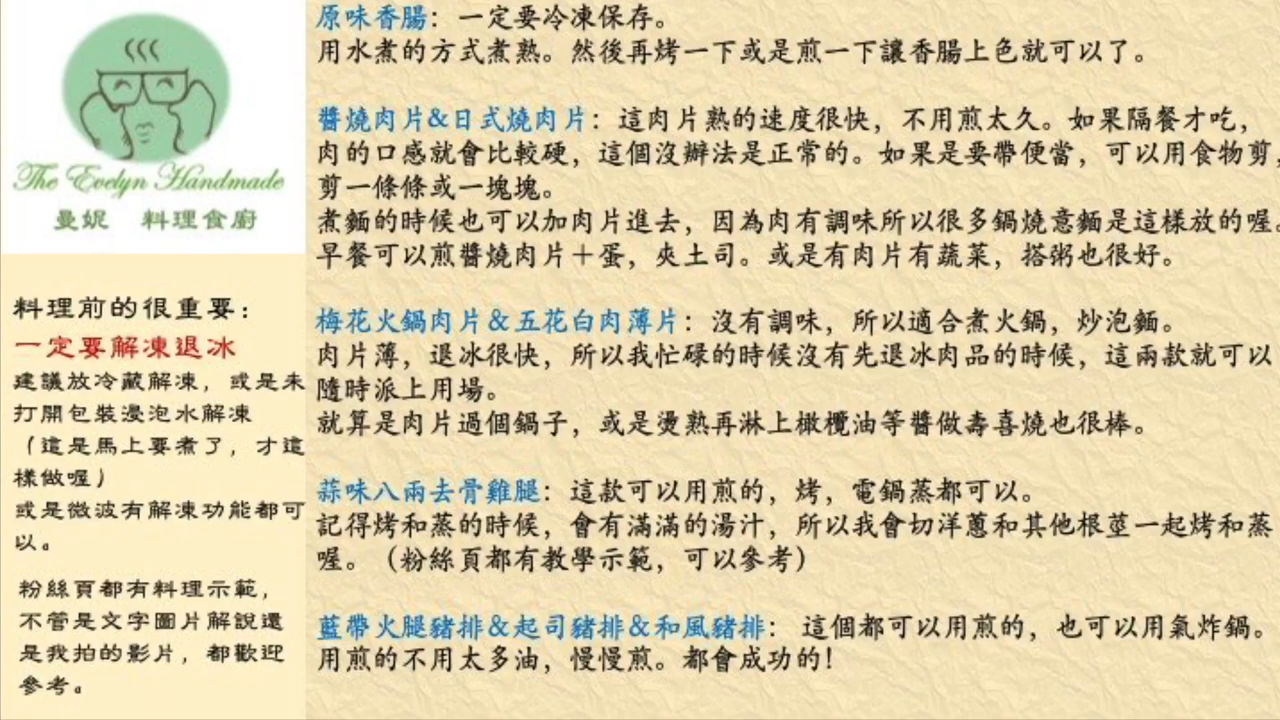 The Evelyn Handmade
曼妮 料理食廚
料理前的很重要：
一定要解凍退冰
建議放冷藏解凍，或是未
打開包裝浸泡水解凍
（這是馬上要煮了，才這
樣做喔）
或是微波有解凍功能都可
以。
粉絲頁都有料理示範，
不管是文字圖片解說還
是我拍的影片，都歡迎
參考。
原味香腸：一定要冷凍保存。
用水煮的方式煮熟。然後再烤一下或是煎一下讓香腸上色就可以了。
醬燒肉片&日式燒肉片：這肉片熟的速度很快，不用煎太久。如果隔餐才吃，
肉的口感就會比較硬，這個沒辦法是正常的。如果是要帶便當，可以用食物剪，
剪一條條或一塊塊。
煮麵的時候也可以加肉片進去，因為肉有調味所以很多鍋燒意麵是這樣放的喔。
早餐可以煎醬燒肉片＋蛋，夾土司。或是有肉片有蔬菜，搭粥也很好。
梅花火鍋肉片＆五花白肉薄片：沒有調味，所以適合煮火鍋，炒泡麵。
肉片薄，退冰很快，所以我忙碌的時候沒有先退冰肉品的時候，這兩款就可以
隨時派上用場。
就算是肉片過個鍋子，或是燙熟再淋上橄欖油等醬做壽喜燒也很棒。
蒜味八兩去骨雞腿：這款可以用煎的，烤，電鍋蒸都可以。
記得烤和蒸的時候，會有滿滿的湯汁，所以我會切洋蔥和其他根莖一起烤和蒸
喔。（粉絲頁都有教學示範，可以參考）
藍帶火腿豬排＆起司豬排＆和風豬排： 這個都可以用煎的，也可以用氣炸鍋。
用煎的不用太多油，慢慢煎。都會成功的!